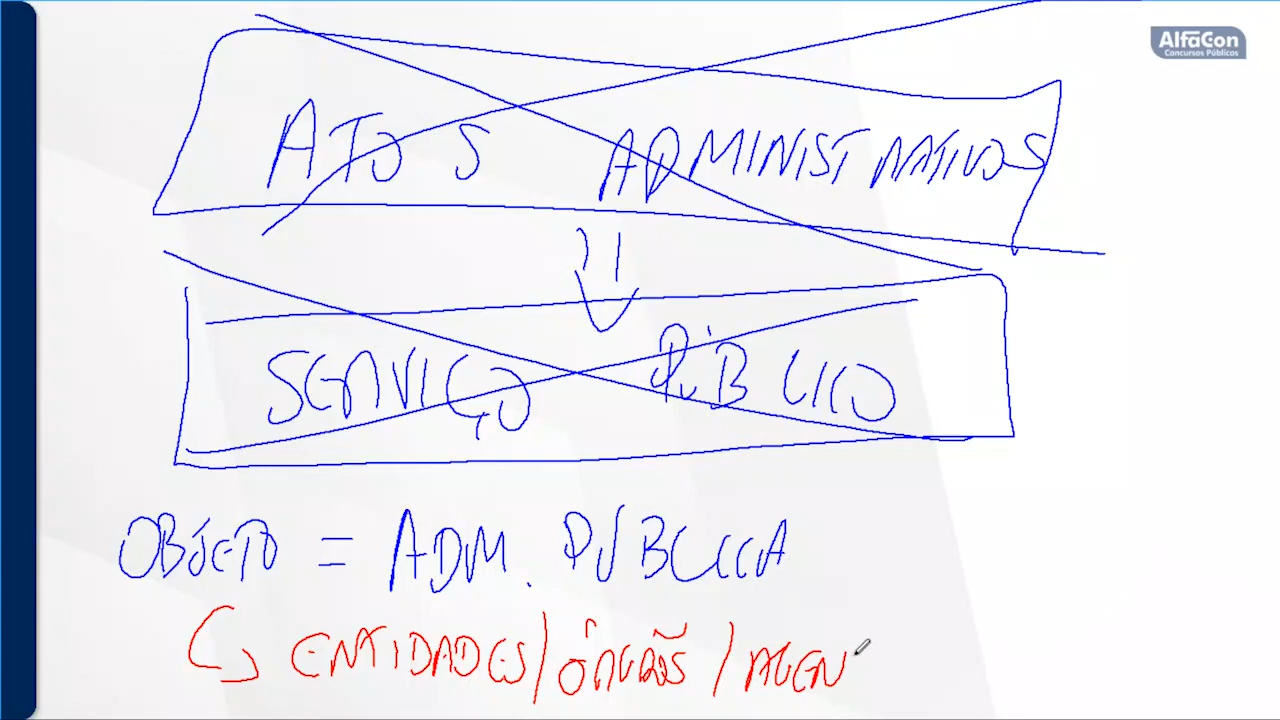 AlfaCon
Concursos Públicos
ATOS ADMINISTRATIVOS
SERVIÇO PÚBLICO
OBJETO = ADM. PÚBLICA
ENTIDADES/ÓRGÃOS/AGEN